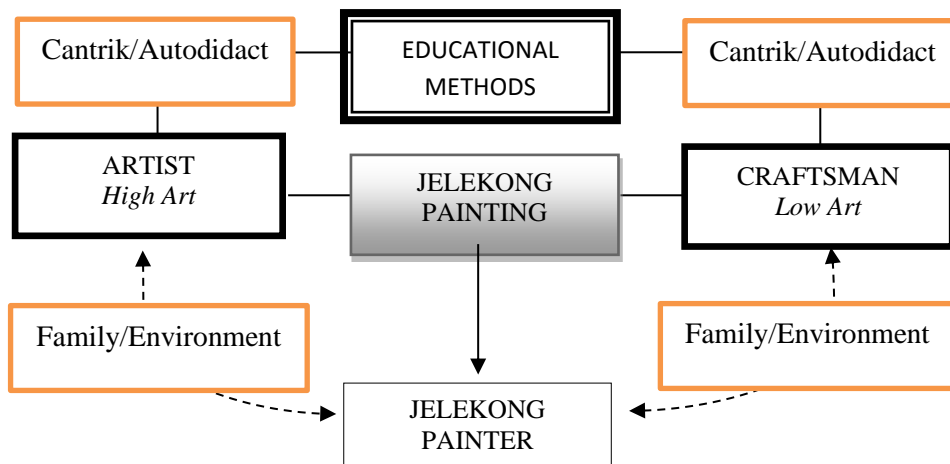 Cantrik/Autodidact
EDUCATIONAL
METHODS
Cantrik/Autodidact
ARTIST
High Art
JELEKONG
PAINTING
CRAFTSMAN
Low Art
Family/Environment
Family/Environment
JELEKONG
PAINTER